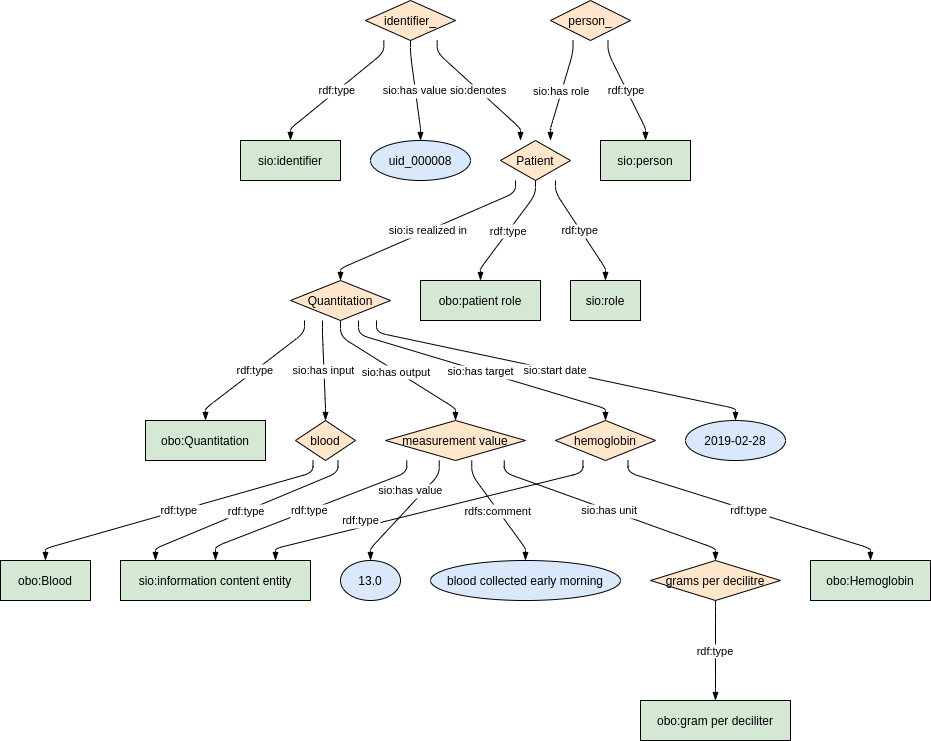 identifier_
person_
rdf:type
sio:has value
sio:denotes
sio:has role
rdf:type
sio:identifier
uid_000008
Patient
sio:person
sio:is realized in
rdf:type
rdf:type
Quantitation
obo:patient role
sio:role
rdf:type
sio:has input
sio:has output
sio:has target
sio:start date
obo:Quantitation
blood
measurement value
hemoglobin
2019-02-28
rdf:type
rdf:type
rdf:type
rdf:type
sio:has value
rdfs:comment
sio:has unit
rdf:type
obo:Blood
sio:information content entity
13.0
blood collected early morning
grams per decilitre
obo:Hemoglobin
rdf:type
obo:gram per deciliter